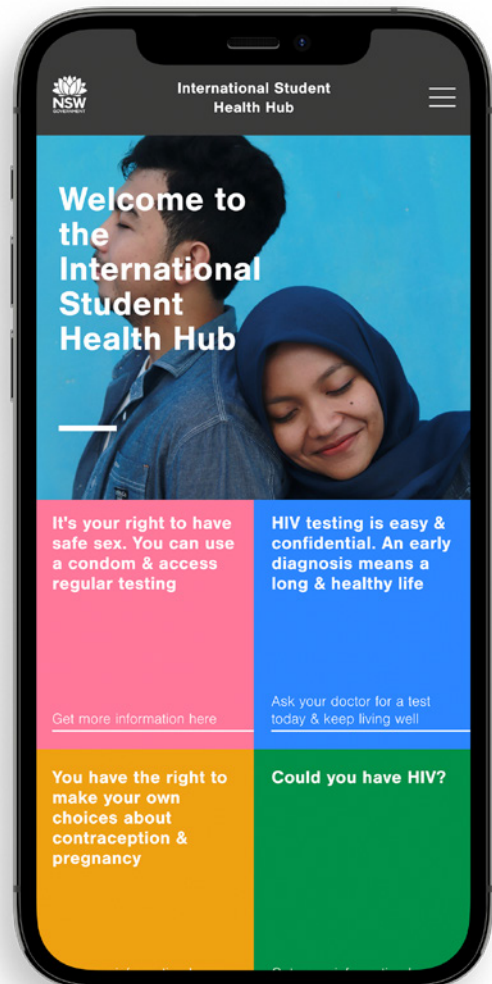 NSW
GOVERNMENT
International Student
Health Hub
Welcome to
the
International
Student
Health Hub
It's your right to have
safe sex. You can use
a condom & access
regular testing
Get more information here
HIV testing is easy &
confidential. An early
diagnosis means a
long & healthy life
Ask your doctor for a test
today & keep living well
You have the right to
make your own
choices about
contraception &
pregnancy
Could you have HIV?